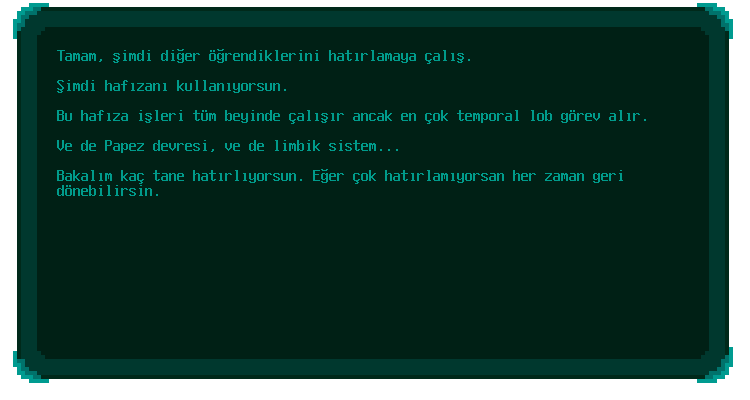 Tamam, şimdi diğer öğrendiklerini hatırlamaya çalış.
Şimdi hafızanı kullanıyorsun.
Bu hafıza işleri tüm beyinde çalışır ancak en çok temporal lob görev alır.
Ve de Papez devresi, ve de limbik sistem...
Bakalım kaç tane hatırlıyorsun. Eğer çok hatırlamıyorsan her zaman geri
dönebilirsin.